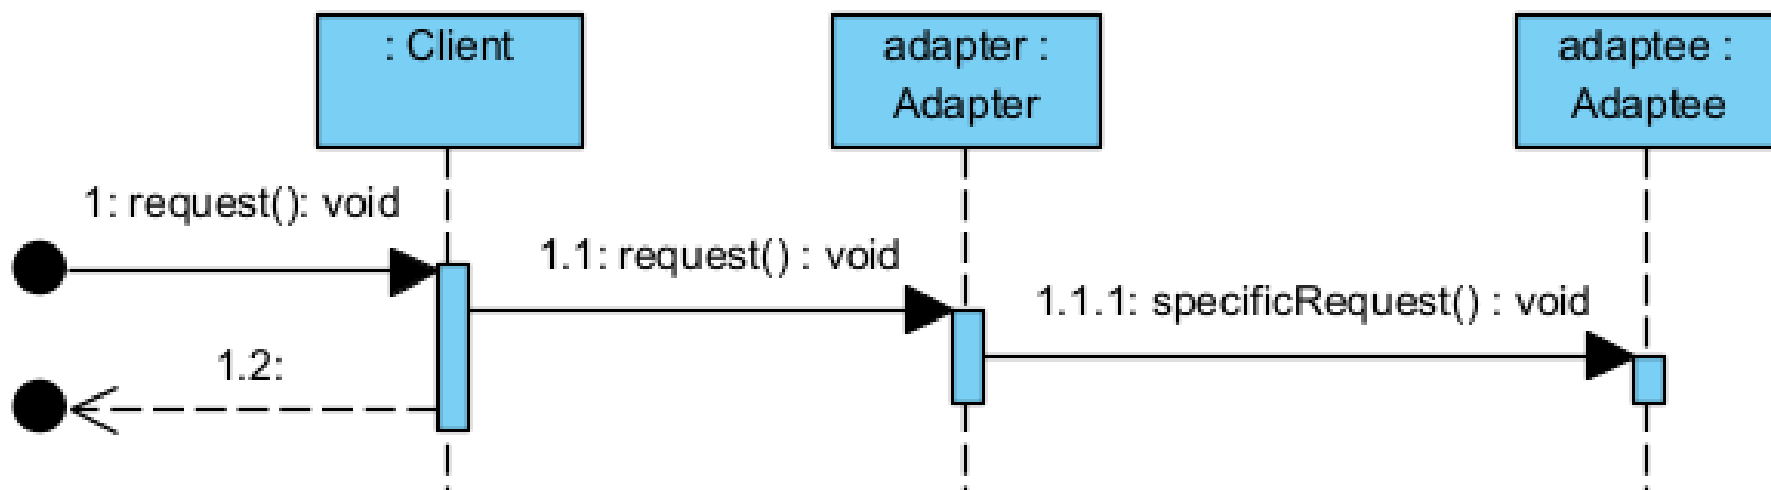 : Client
adapter :
Adapter
adaptee :
Adaptee
1: request(): void
1.1: request() : void
1.1.1: specificRequest() : void
1.2: